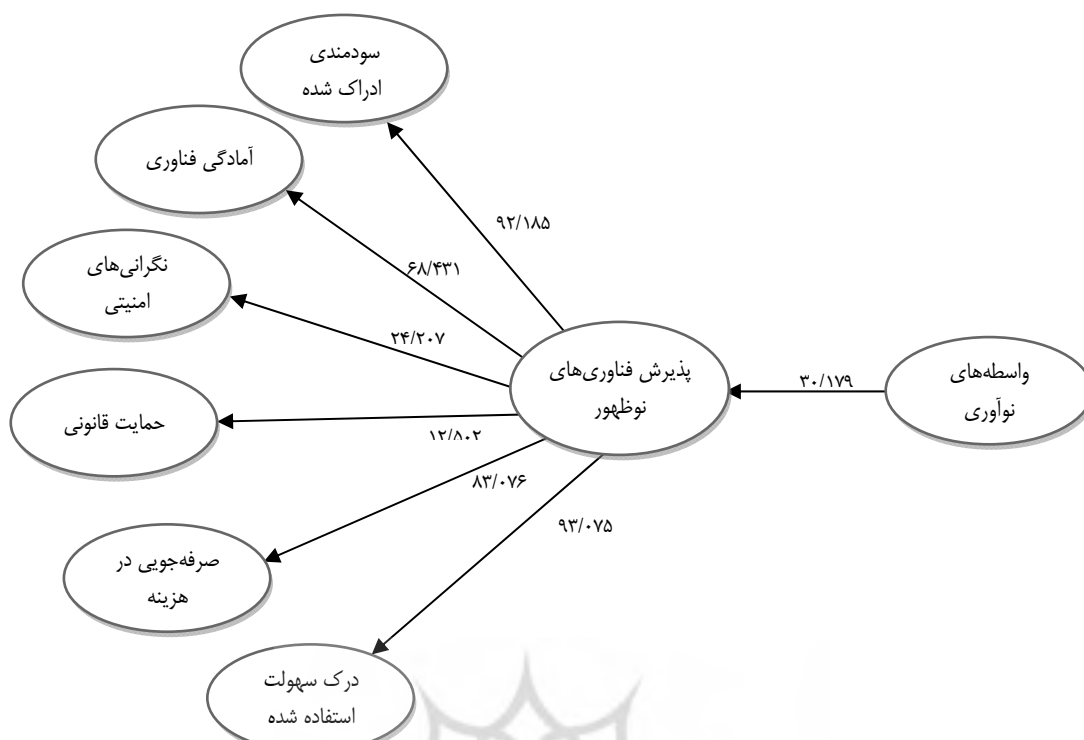 سودمندی
ادراک شده
آمادگی فناوری
۹۲/۱۸۵
نگرانی‌های
امنیتی
۶۸/۴۳۱
۲۴/۲۰۷
پذیرش فناوری‌های
نوظهور
۳۰/۱۷۹
واسطه‌های
نوآوری
حمایت قانونی
۱۲/۸۰۲
۸۳/۰۷۶
۹۳/۰۷۵
صرفه‌جویی در
هزینه
درک سهولت
استفاده شده